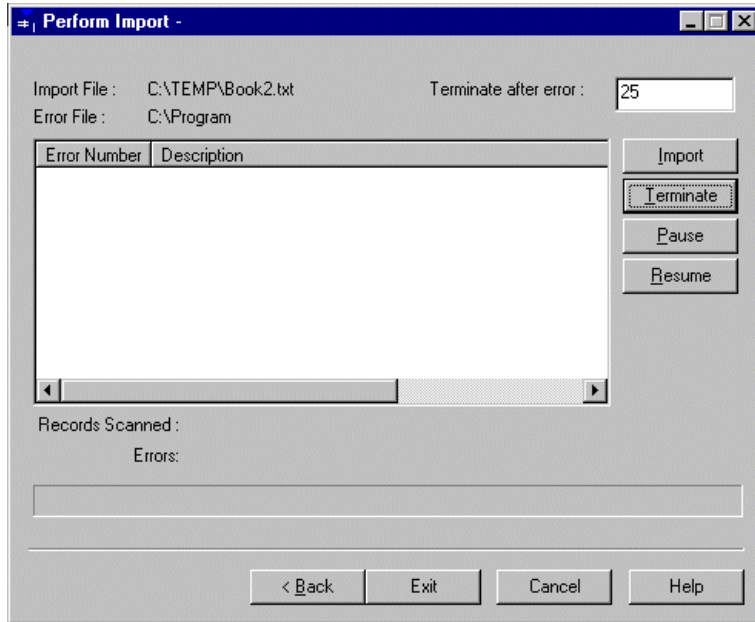 Perform Import -
Import File : C:\TEMP\Book2.txt Terminate after error : 25
Error File : C:\Program
Error Number Description
Import
Terminate
Pause
Resume
Records Scanned :
Errors:
< Back Exit Cancel Help